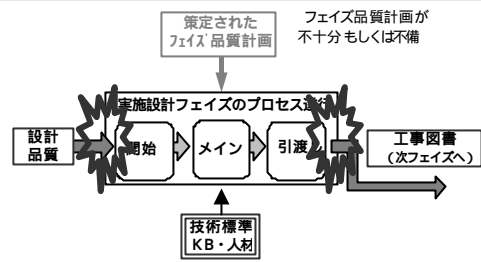 策定された
フェイズ品質計画
フェイズ品質計画が
不十分もしくは不備
実施設計フェイズのプロセス遂行
設計
品質
開始
メイン
引渡
工事図書
(次フェイズへ)
技術標準
KB・人材